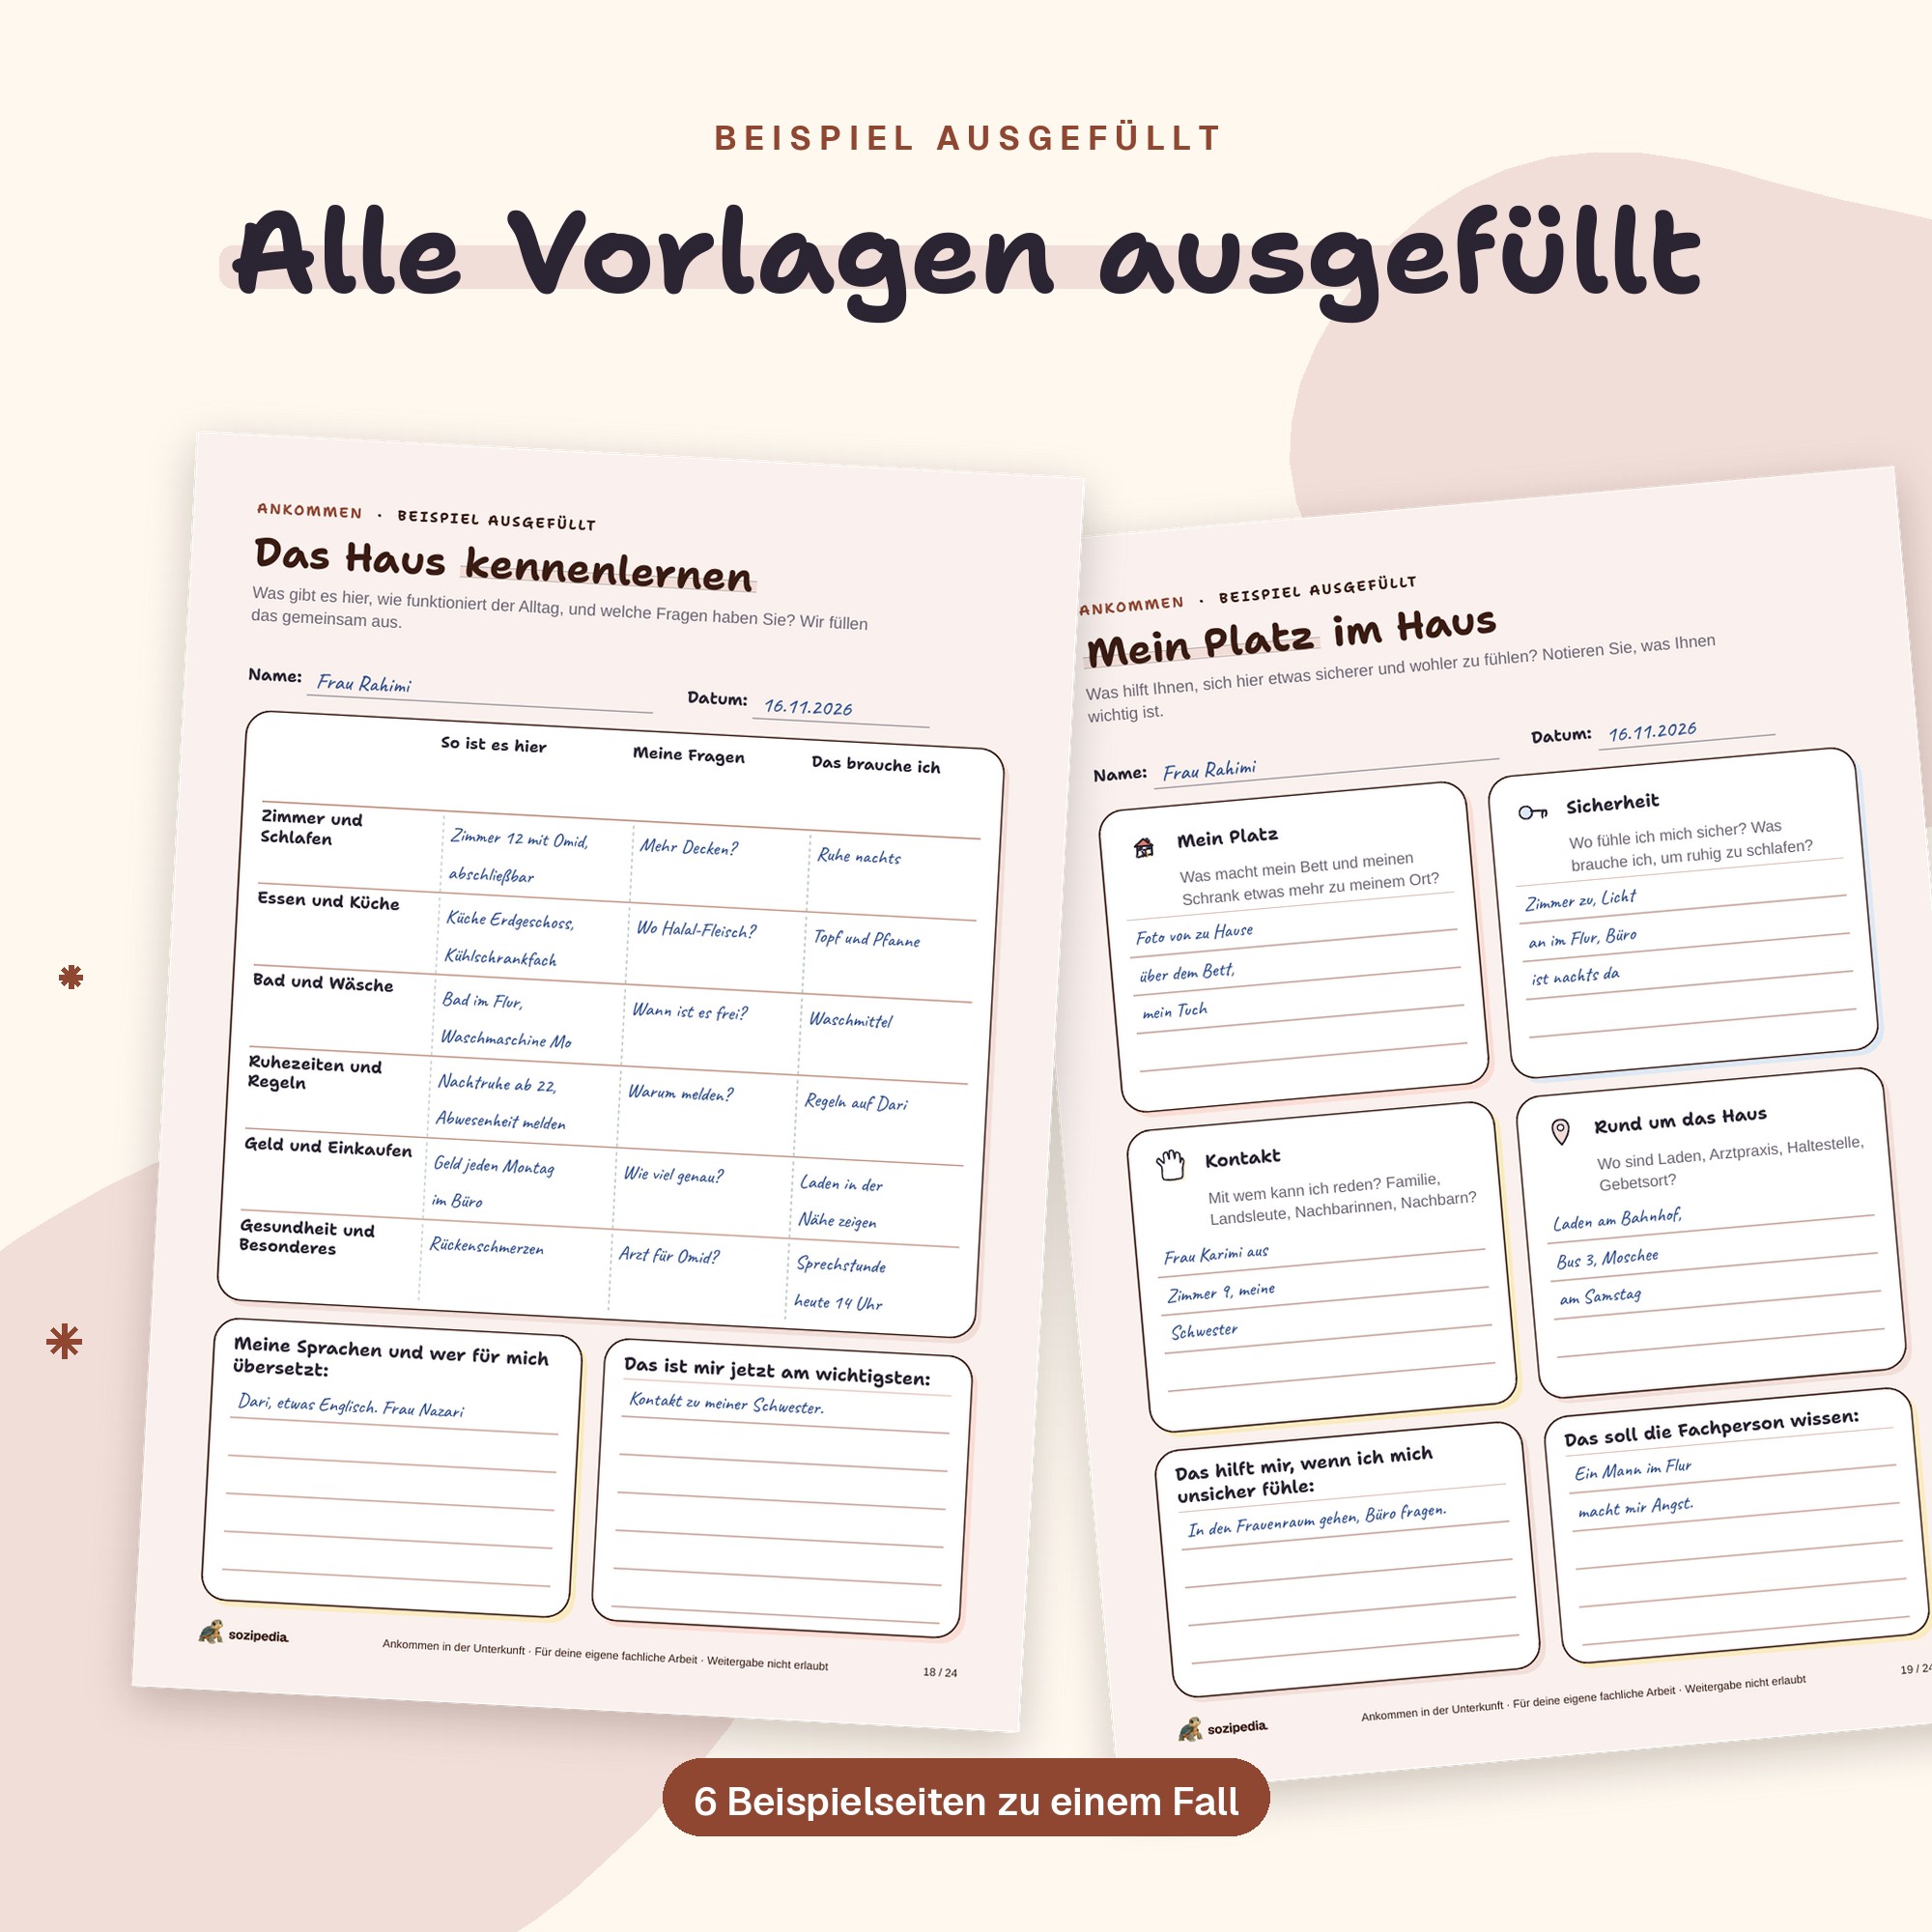 BEISPIEL AUSGEFÜLLT
Alle Vorlagen ausgefüllt
ANKOMMEN · BEISPIEL AUSGEFÜLLT
Das Haus kennenlernen
Was gibt es hier, wie funktioniert der Alltag, und welche Fragen haben Sie? Wir füllen
das gemeinsam aus.
Name: Frau Rahimi Datum: 16.11.2026
So ist es hier Meine Fragen Das brauche ich
Zimmer und
Schlafen
Zimmer 12 mit Omid,
abschließbar
Mehr Decken?
Ruhe nachts
Essen und Küche
Küche Erdgeschoss,
Kühlschrankfach
Wo Halal-Fleisch?
Topf und Pfanne
Bad und Wäsche
Bad im Flur,
Waschmaschine Mo
Wann ist es frei?
Waschmittel
Ruhezeiten und
Regeln
Nachtruhe ab 22,
Abwesenheit melden
Warum melden?
Regeln auf Dari
Geld und Einkaufen
Geld jeden Montag
im Büro
Wie viel genau?
Laden in der
Nähe zeigen
Gesundheit und
Besonderes
Rückenschmerzen
Arzt für Omid?
Sprechstunde
heute 14 Uhr
Meine Sprachen und wer für mich
übersetzt:
Dari, etwas Englisch. Frau Nazari
Das ist mir jetzt am wichtigsten:
Kontakt zu meiner Schwester.
sozipedia.
Ankommen in der Unterkunft · Für deine eigene fachliche Arbeit · Weitergabe nicht erlaubt
18 / 24
ANKOMMEN · BEISPIEL AUSGEFÜLLT
Mein Platz im Haus
Was hilft Ihnen, sich hier etwas sicherer und wohler zu fühlen? Notieren Sie, was Ihnen
wichtig ist.
Name: Frau Rahimi Datum: 16.11.2026
Mein Platz
Was macht mein Bett und meinen
Schrank etwas mehr zu meinem Ort?
Foto von zu Hause
über dem Bett,
mein Tuch
Sicherheit
Wo fühle ich mich sicher? Was
brauche ich, um ruhig zu schlafen?
Zimmer zu, Licht
an im Flur, Büro
ist nachts da
Kontakt
Mit wem kann ich reden? Familie,
Landsleute, Nachbarinnen, Nachbarn?
Frau Karimi aus
Zimmer 9, meine
Schwester
Rund um das Haus
Wo sind Laden, Arztpraxis, Haltestelle,
Gebetsort?
Laden am Bahnhof,
Bus 3, Moschee
am Samstag
Das hilft mir, wenn ich mich
unsicher fühle:
In den Frauenraum gehen, Büro fragen.
Das soll die Fachperson wissen:
Ein Mann im Flur
macht mir Angst.
sozipedia.
Ankommen in der Unterkunft · Für deine eigene fachliche Arbeit · Weitergabe nicht erlaubt
19 / 24
6 Beispielseiten zu einem Fall